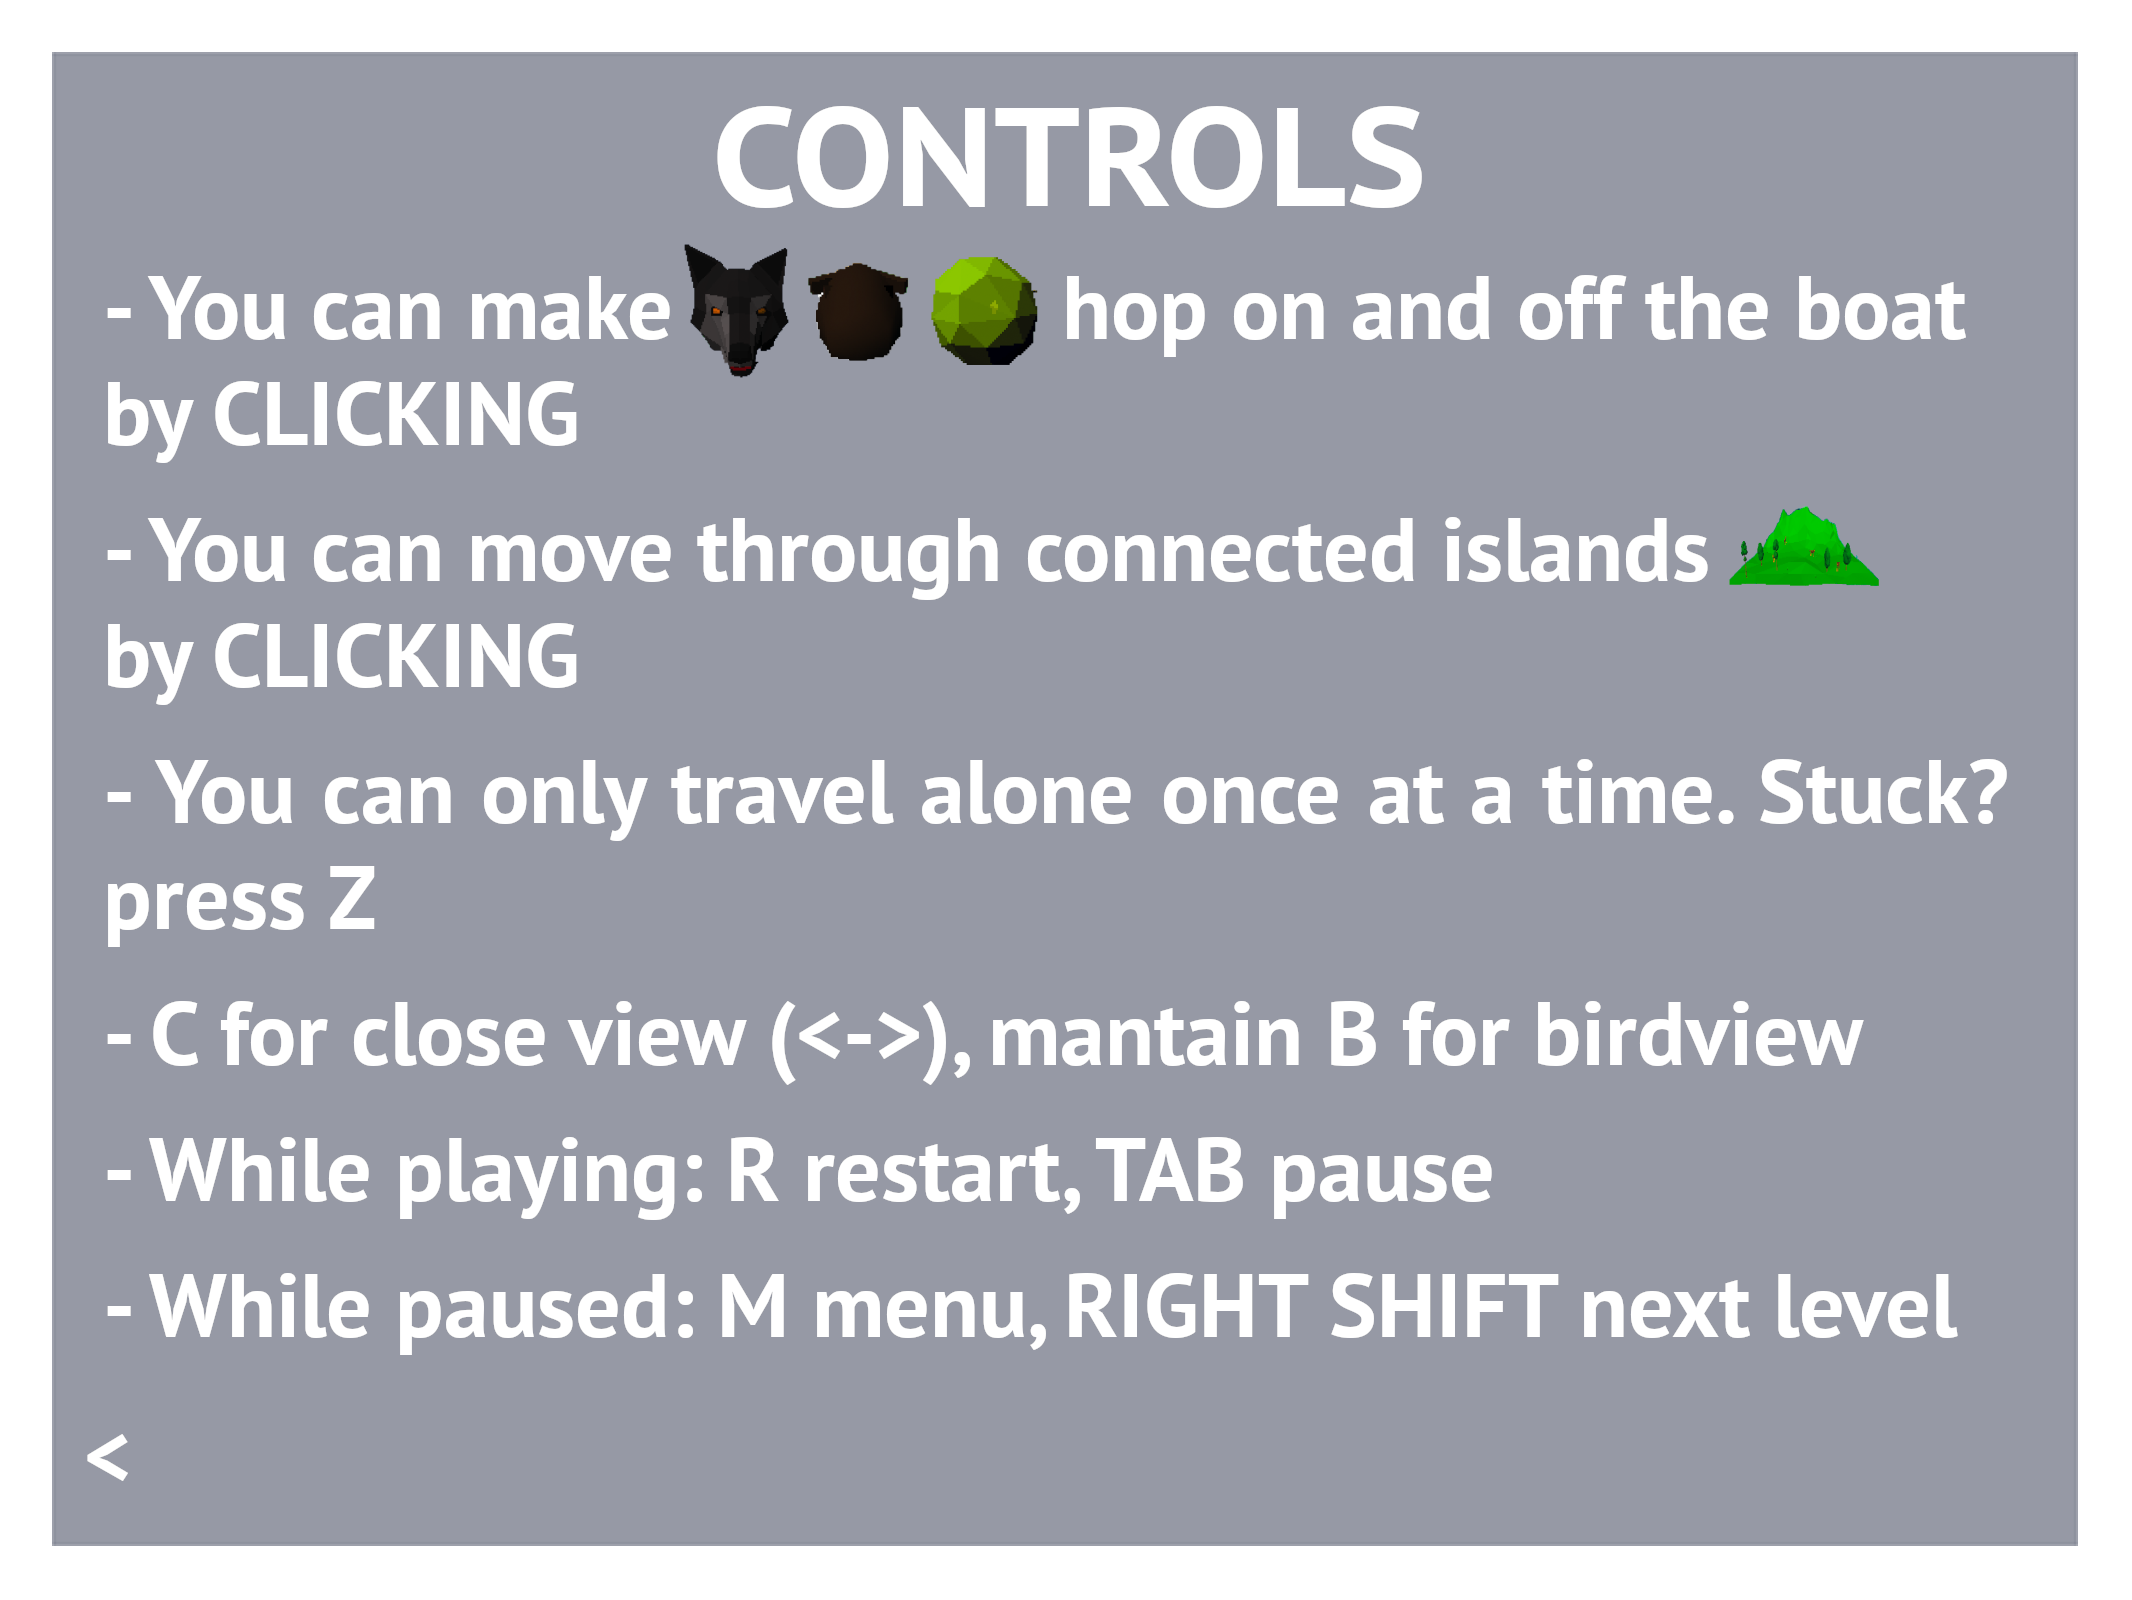 CONTROLS
- You can make hop on and off the boat
by CLICKING
- You can move through connected islands
by CLICKING
- You can only travel alone once at a time. Stuck?
press Z
- C for close view (<->), mantain B for birdview
- While playing: R restart, TAB pause
- While paused: M menu, RIGHT SHIFT next level
<